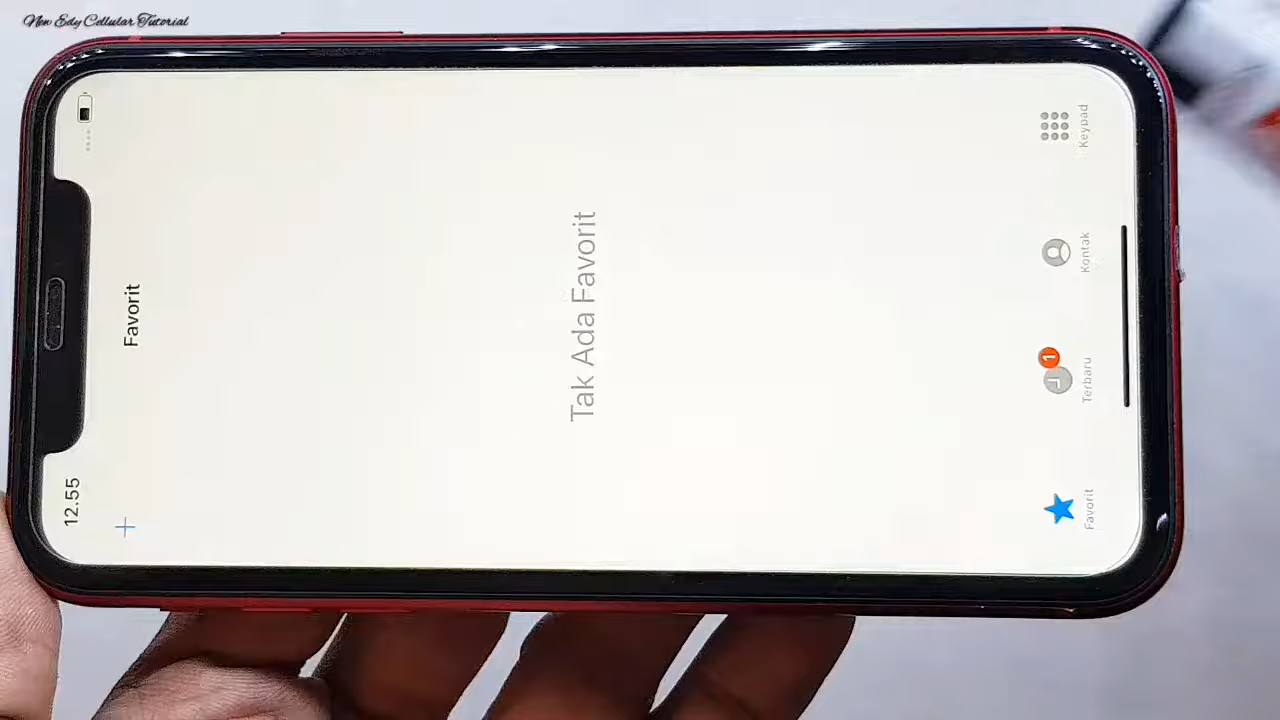 New Edy Cellular Tutorial
12.55
Favorit
Tak Ada Favorit
Favorit
1
Terbaru
Kontak
Keypad